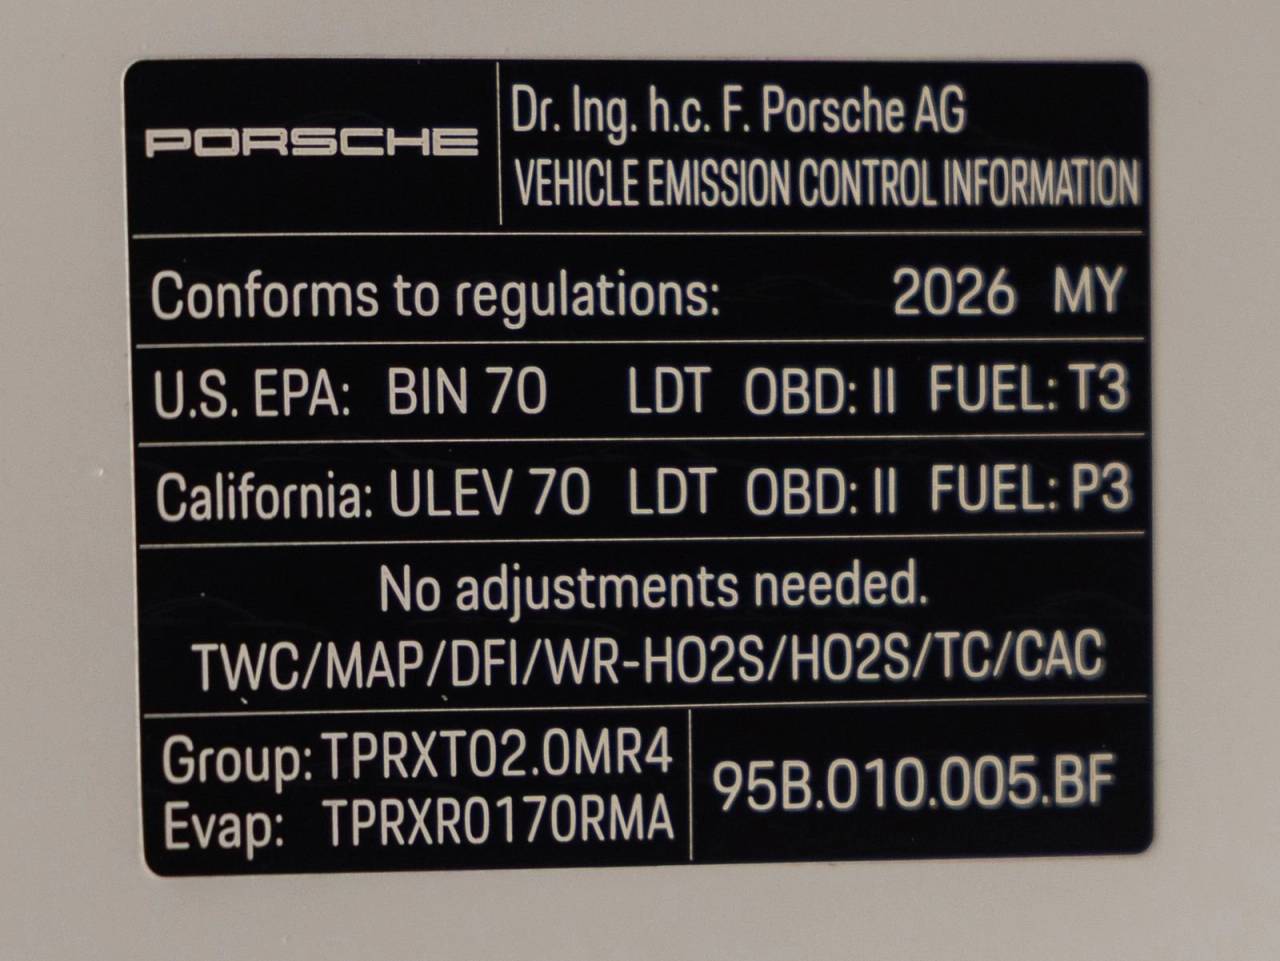 PORSCHE
Dr. Ing. h.c. F. Porsche AG
VEHICLE EMISSION CONTROL INFORMATION
Conforms to regulations: 2026 MY
U.S. EPA: BIN 70 LDT OBD: II FUEL: T3
California: ULEV 70 LDT OBD: II FUEL: P3
No adjustments needed.
TWC/MAP/DFI/WR-HO2S/HO2S/TC/CAC
Group: TPRXT02.0MR4
Evap: TPRXR0170RMA
95B.010.005.BF